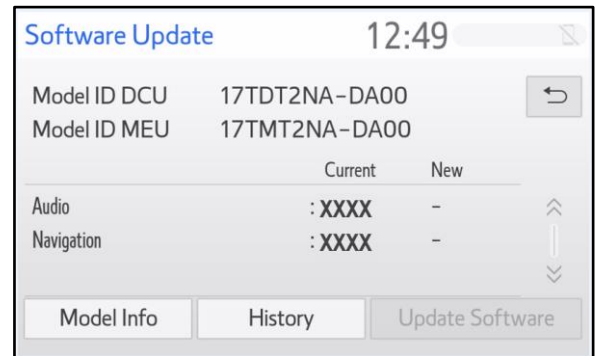 Software Update 12:49
Model ID DCU 17TDT2NA-DA00
Model ID MEU 17TMT2NA-DA00
Current New
Audio : XXXX -
Navigation : XXXX -
Model Info History Update Software